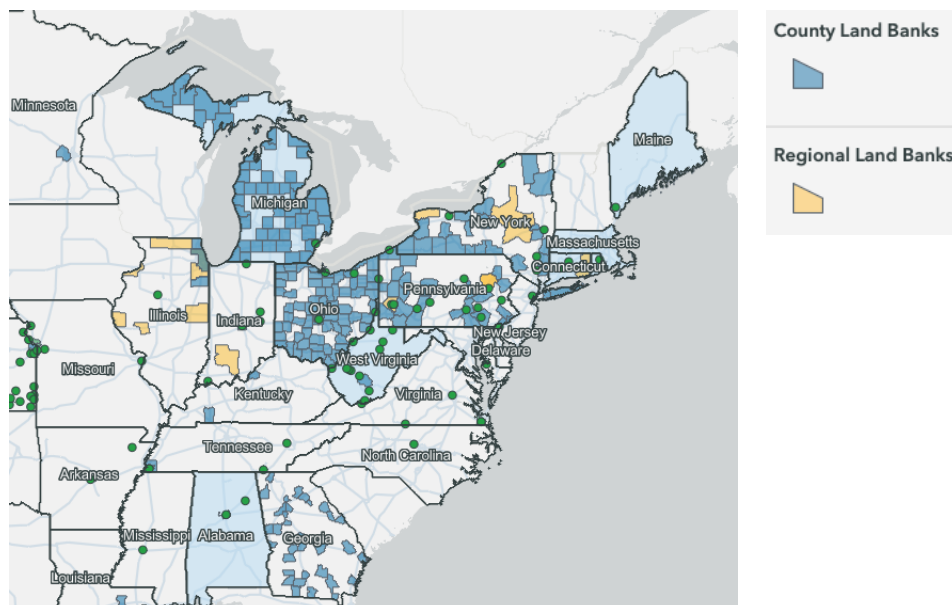 County Land Banks
Regional Land Banks
Minnesota
Maine
Michigan
New York
Massachusetts
Connecticut
Pennsylvania
Illinois
Indiana
Ohio
New Jersey
Delaware
West Virginia
Missouri
Kentucky
Virginia
Tennessee
North Carolina
Arkansas
Mississippi
Alabama
Georgia
Louisiana